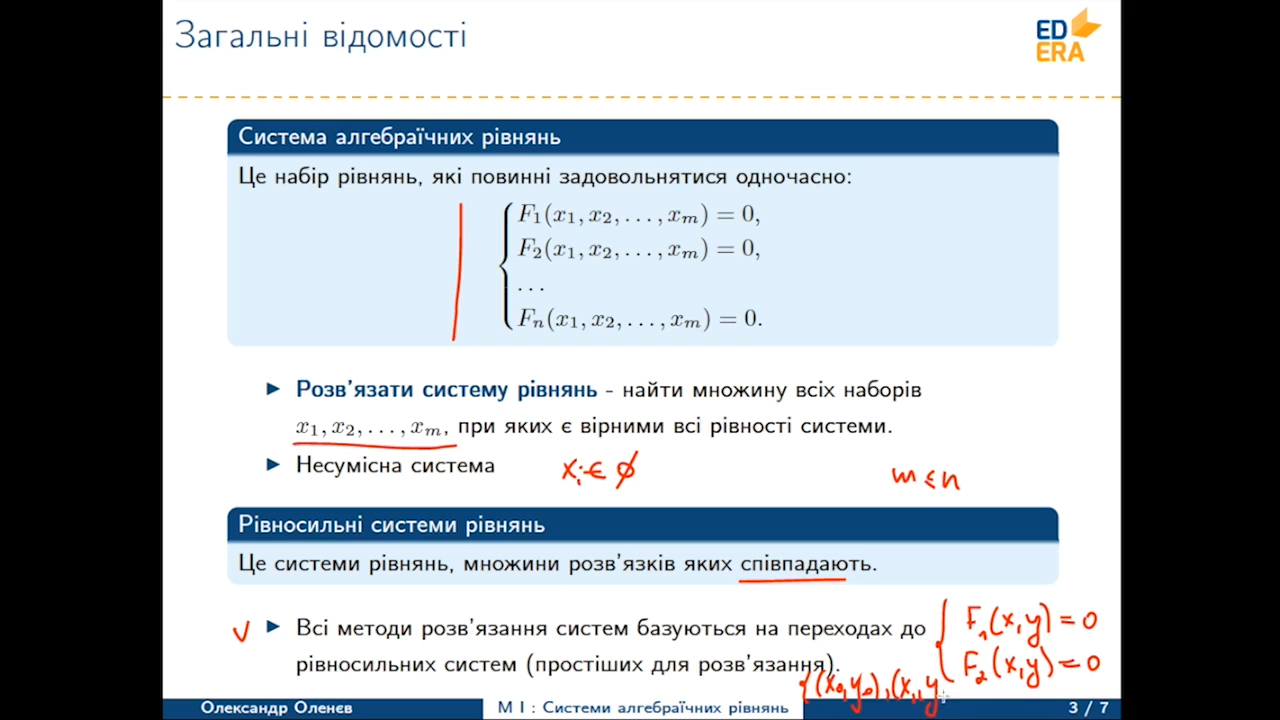 Загальні відомості
ED
ERA
Система алгебраїчних рівнянь
Це набір рівнянь, які повинні задовольнятися одночасно:
F₁(x₁, x₂, . . . , xₘ) = 0,
F₂(x₁, x₂, . . . , xₘ) = 0,
. . .
Fₙ(x₁, x₂, . . . , xₘ) = 0.
► Розв'язати систему рівнянь - найти множину всіх наборів
x₁, x₂, . . . , xₘ, при яких є вірними всі рівності системи.
► Несумісна система xᵢ ∈ ∅ m ≤ n
Рівносильні системи рівнянь
Це системи рівнянь, множини розв'язків яких співпадають.
V ► Всі методи розв'язання систем базуються на переходах до
рівносильних систем (простіших для розв'язання).
F₁(x,y) = 0
F₂(x,y) = 0
{(x₀,y₀),(x₁,y
Олександр Оленєв
М I : Системи алгебраїчних рівнянь
3 / 7